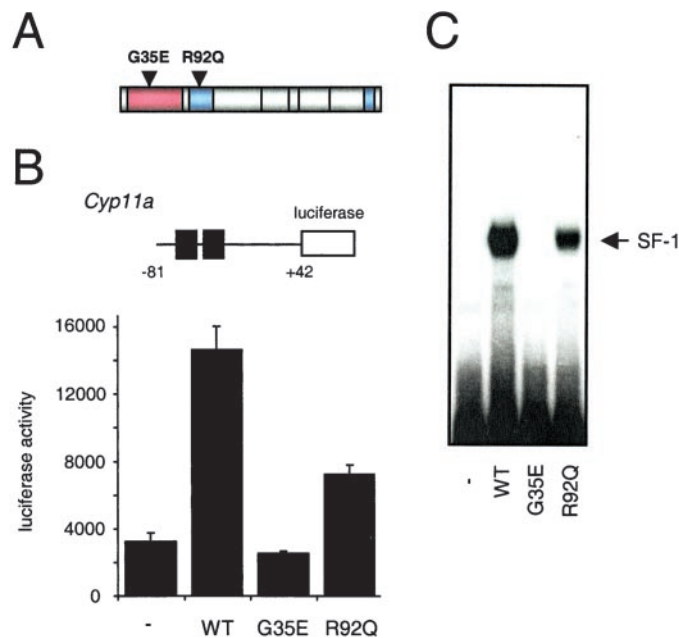 A
G35E R92Q
B
Cyp11a
luciferase
-81
+42
16000
12000
8000
4000
0
luciferase activity
- WT G35E R92Q
C
SF-1
- WT G35E R92Q